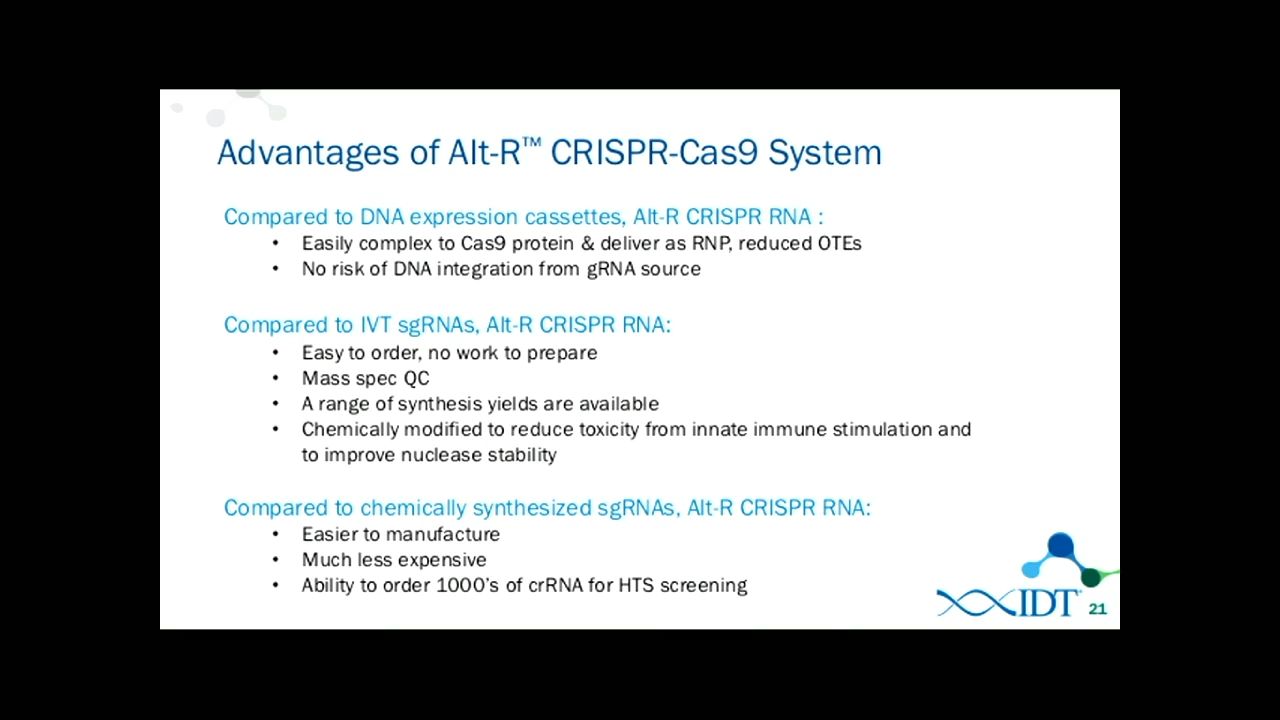 Advantages of Alt-R™ CRISPR-Cas9 System
Compared to DNA expression cassettes, Alt-R CRISPR RNA :
• Easily complex to Cas9 protein & deliver as RNP, reduced OTEs
• No risk of DNA integration from gRNA source
Compared to IVT sgRNAs, Alt-R CRISPR RNA:
• Easy to order, no work to prepare
• Mass spec QC
• A range of synthesis yields are available
• Chemically modified to reduce toxicity from innate immune stimulation and
to improve nuclease stability
Compared to chemically synthesized sgRNAs, Alt-R CRISPR RNA:
• Easier to manufacture
• Much less expensive
• Ability to order 1000's of crRNA for HTS screening
IDT 21